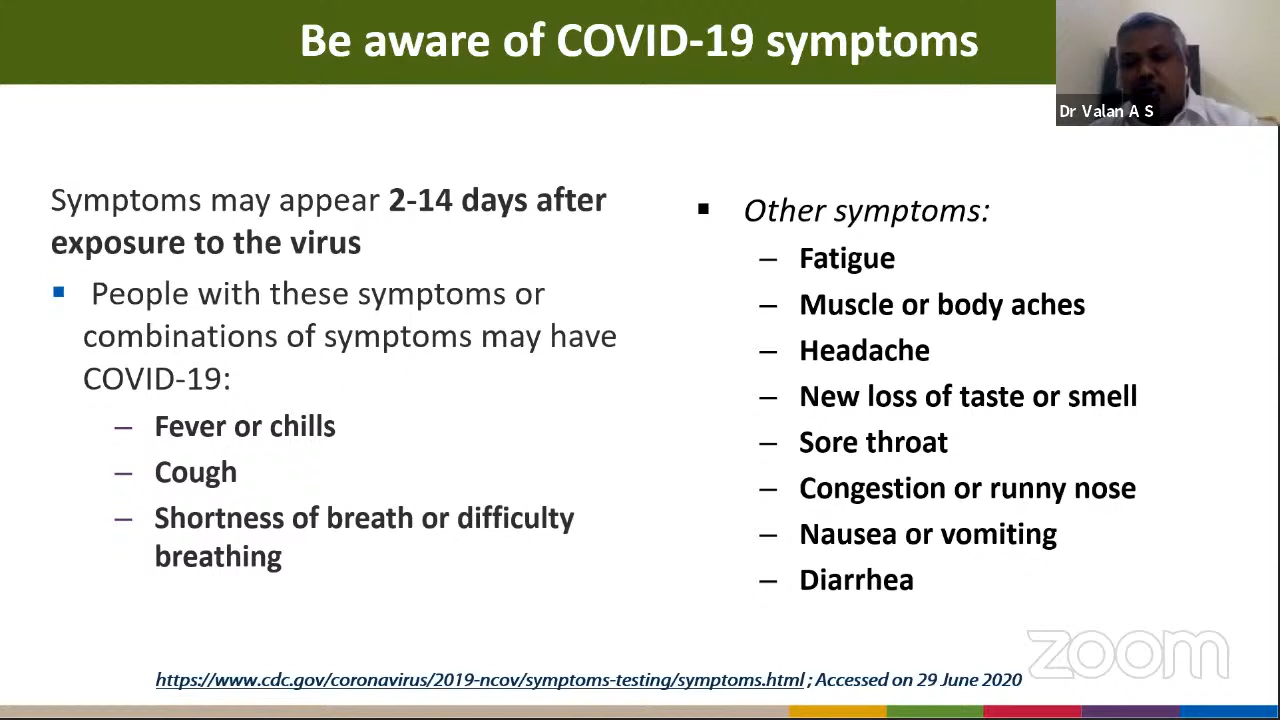 Be aware of COVID-19 symptoms
Dr Valan A S
Symptoms may appear 2-14 days after
exposure to the virus
▪ People with these symptoms or
combinations of symptoms may have
COVID-19:
– Fever or chills
– Cough
– Shortness of breath or difficulty
breathing
▪ Other symptoms:
– Fatigue
– Muscle or body aches
– Headache
– New loss of taste or smell
– Sore throat
– Congestion or runny nose
– Nausea or vomiting
– Diarrhea
zoom
https://www.cdc.gov/coronavirus/2019-ncov/symptoms-testing/symptoms.html ; Accessed on 29 June 2020